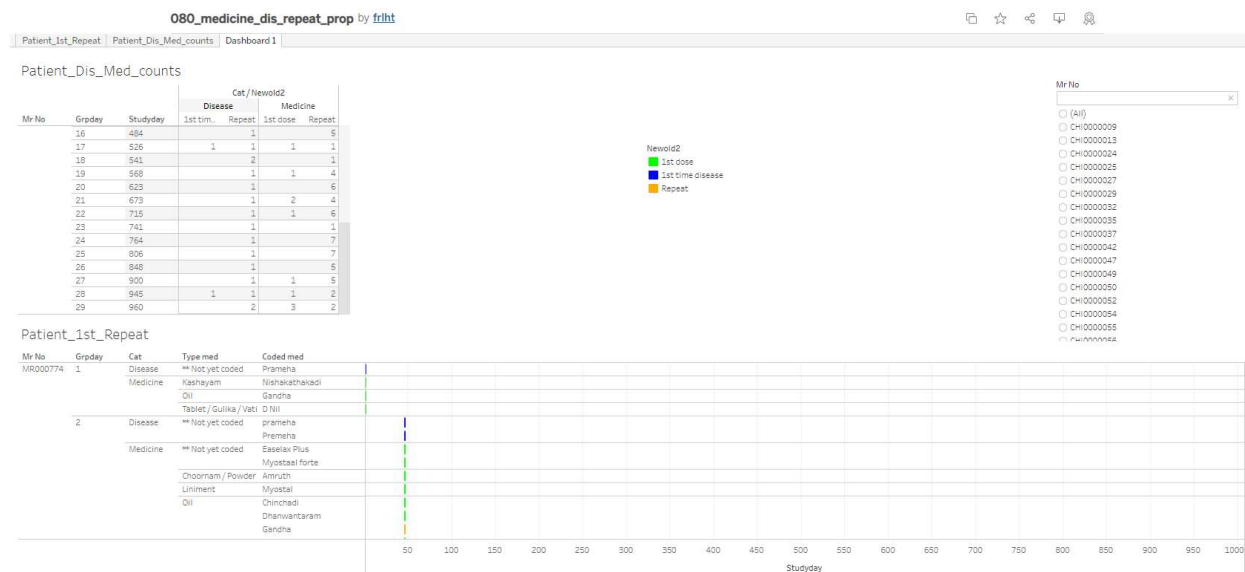 080_medicine_dis_repeat_prop by frlht
Patient_1st_Repeat Patient_Dis_Med_counts Dashboard 1
Patient_Dis_Med_counts
Cat / Newold2
Disease Medicine
Mr No Grpday Studyday 1st tim.. Repeat 1st dose Repeat
16 484 1 5
17 526 1 1 1 1
18 541 2 1
19 568 1 1 4
20 623 1 6
21 673 1 2 4
22 715 1 1 6
23 741 1 1
24 764 1 7
25 806 1 7
26 848 1 5
27 900 1 1 5
28 945 1 1 1 2
29 960 2 3 2
Newold2
1st dose
1st time disease
Repeat
Mr No
(All)
CHI0000009
CHI0000013
CHI0000024
CHI0000025
CHI0000027
CHI0000029
CHI0000032
CHI0000035
CHI0000037
CHI0000042
CHI0000047
CHI0000049
CHI0000050
CHI0000052
CHI0000054
CHI0000055
CHI0000056
Patient_1st_Repeat
Mr No Grpday Cat Type med Coded med
MR000774 1 Disease ** Not yet coded Prameha
Medicine Kashayam Nishakathakadi
Oil Gandha
Tablet / Gulika / Vati D Nil
2 Disease ** Not yet coded prameha
Premeha
Medicine ** Not yet coded Easelax Plus
Myostaal forte
Choornam / Powder Amruth
Liniment Myostal
Oil Chinchadi
Dhanwantaram
Gandha
50 100 150 200 250 300 350 400 450 500 550 600 650 700 750 800 850 900 950 1000
Studyday